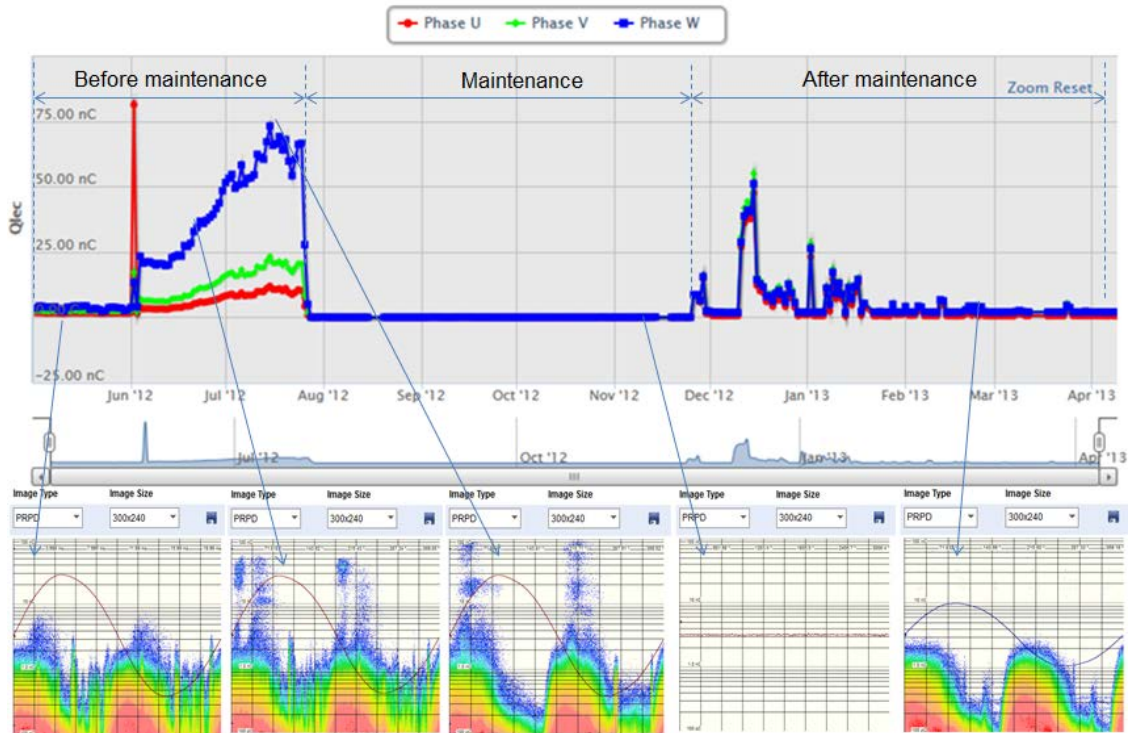 Phase U Phase V Phase W
Before maintenance Maintenance After maintenance
Zoom Reset
75.00 nC
50.00 nC
25.00 nC
-25.00 nC
Qlec
Jun '12 Jul '12 Aug '12 Sep '12 Oct '12 Nov '12 Dec '12 Jan '13 Feb '13 Mar '13 Apr '13
Jul '12 Oct '12 Jan '13 Apr '13
Image Type Image Size Image Type Image Size Image Type Image Size Image Type Image Size Image Type Image Size
PRPD 300x240 PRPD 300x240 PRPD 300x240 PRPD 300x240 PRPD 300x240